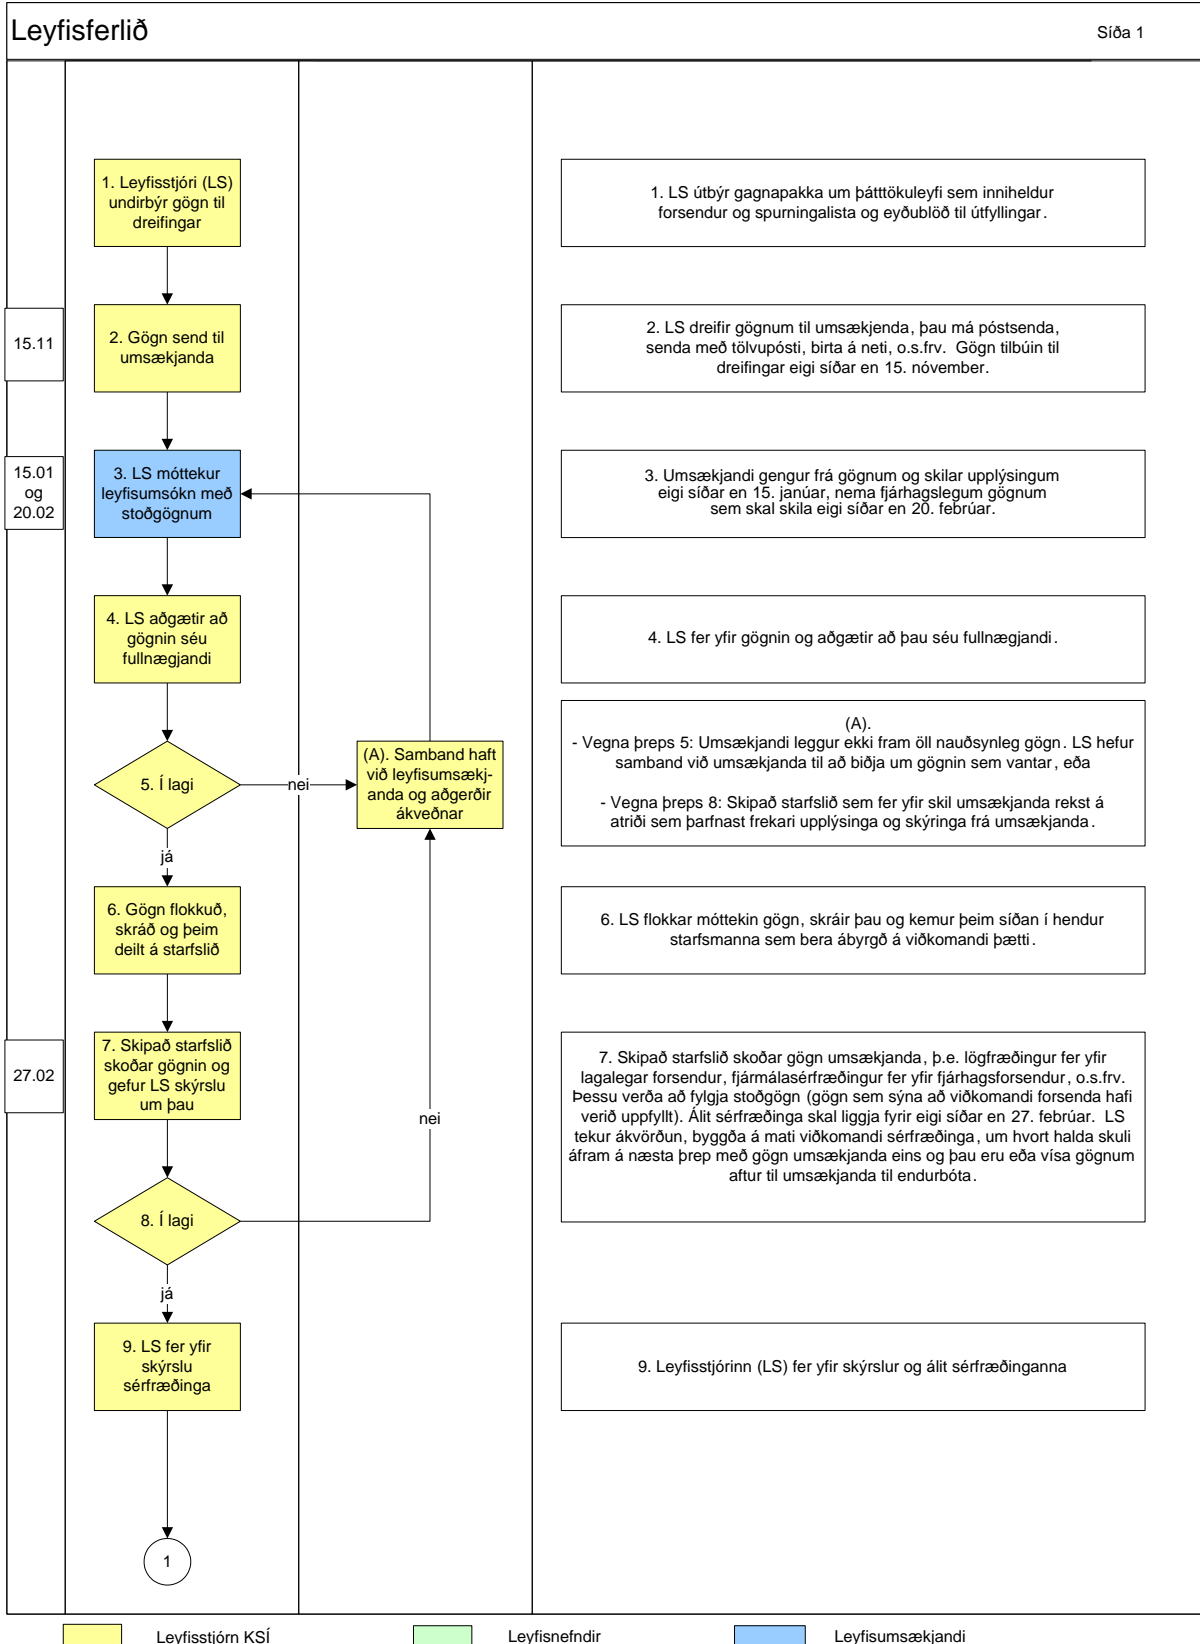 Leyfisferlið
Síða 1
1. Leyfisstjóri (LS)
undirbýr gögn til
dreifingar
1. LS útbýr gagnapakka um þátttökuleyfi sem inniheldur
forsendur og spurningalista og eyðublöð til útfyllingar.
15.11
2. Gögn send til
umsækjanda
2. LS dreifir gögnum til umsækjenda, þau má póstsenda,
senda með tölvupósti, birta á neti, o.s.frv. Gögn tilbúin til
dreifingar eigi síðar en 15. nóvember.
15.01
og
20.02
3. LS móttekur
leyfisumsókn með
stoðgögnum
3. Umsækjandi gengur frá gögnum og skilar upplýsingum
eigi síðar en 15. janúar, nema fjárhagslegum gögnum
sem skal skila eigi síðar en 20. febrúar.
4. LS aðgætir að
gögnin séu
fullnægjandi
4. LS fer yfir gögnin og aðgætir að þau séu fullnægjandi.
5. Í lagi
nei
(A). Samband haft
við leyfisumsækj-
anda og aðgerðir
ákveðnar
(A).
- Vegna þreps 5: Umsækjandi leggur ekki fram öll nauðsynleg gögn. LS hefur
samband við umsækjanda til að biðja um gögnin sem vantar, eða
- Vegna þreps 8: Skipað starfslið sem fer yfir skil umsækjanda rekst á
atriði sem þarfnast frekari upplýsinga og skýringa frá umsækjanda.
já
6. Gögn flokkuð,
skráð og þeim
deilt á starfslið
6. LS flokkar móttekin gögn, skráir þau og kemur þeim síðan í hendur
starfsmanna sem bera ábyrgð á viðkomandi þætti.
27.02
7. Skipað starfslið
skoðar gögnin og
gefur LS skýrslu
um þau
nei
7. Skipað starfslið skoðar gögn umsækjanda, þ.e. lögfræðingur fer yfir
lagalegar forsendur, fjármálasérfræðingur fer yfir fjárhagsforsendur, o.s.frv.
Þessu verða að fylgja stoðgögn (gögn sem sýna að viðkomandi forsenda hafi
verið uppfyllt). Álit sérfræðinga skal liggja fyrir eigi síðar en 27. febrúar. LS
tekur ákvörðun, byggða á mati viðkomandi sérfræðinga, um hvort halda skuli
áfram á næsta þrep með gögn umsækjanda eins og þau eru eða vísa gögnum
aftur til umsækjanda til endurbóta.
8. Í lagi
já
9. LS fer yfir
skýrslu
sérfræðinga
9. Leyfisstjórinn (LS) fer yfir skýrslur og álit sérfræðinganna
1
Leyfisstjórn KSÍ
Leyfisnefndir
Leyfisumsækjandi